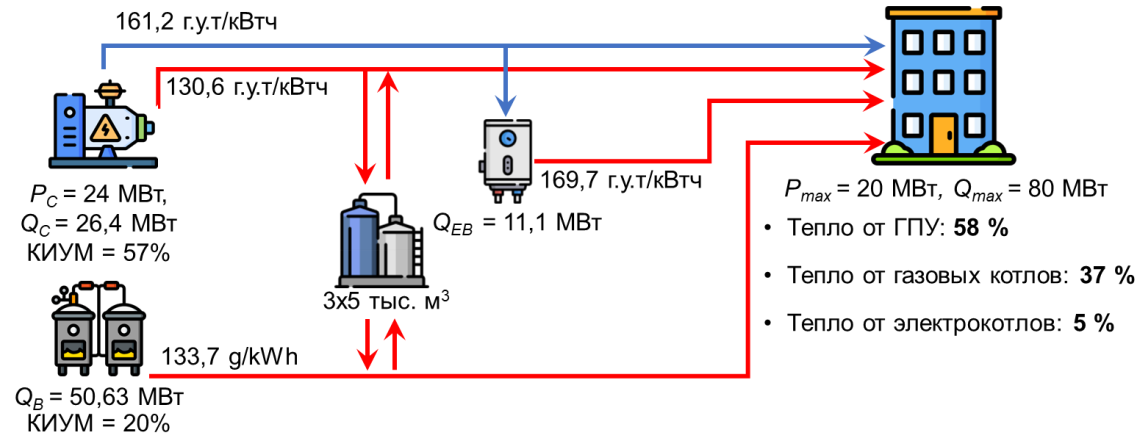 161,2 г.у.т/кВтч
130,6 г.у.т/кВтч
P_C = 24 МВт,
Q_C = 26,4 МВт
КИУМ = 57%
169,7 г.у.т/кВтч
Q_EB = 11,1 МВт
3x5 тыс. м³
133,7 g/kWh
Q_B = 50,63 МВт
КИУМ = 20%
P_max = 20 МВт, Q_max = 80 МВт
• Тепло от ГПУ: 58 %
• Тепло от газовых котлов: 37 %
• Тепло от электрокотлов: 5 %